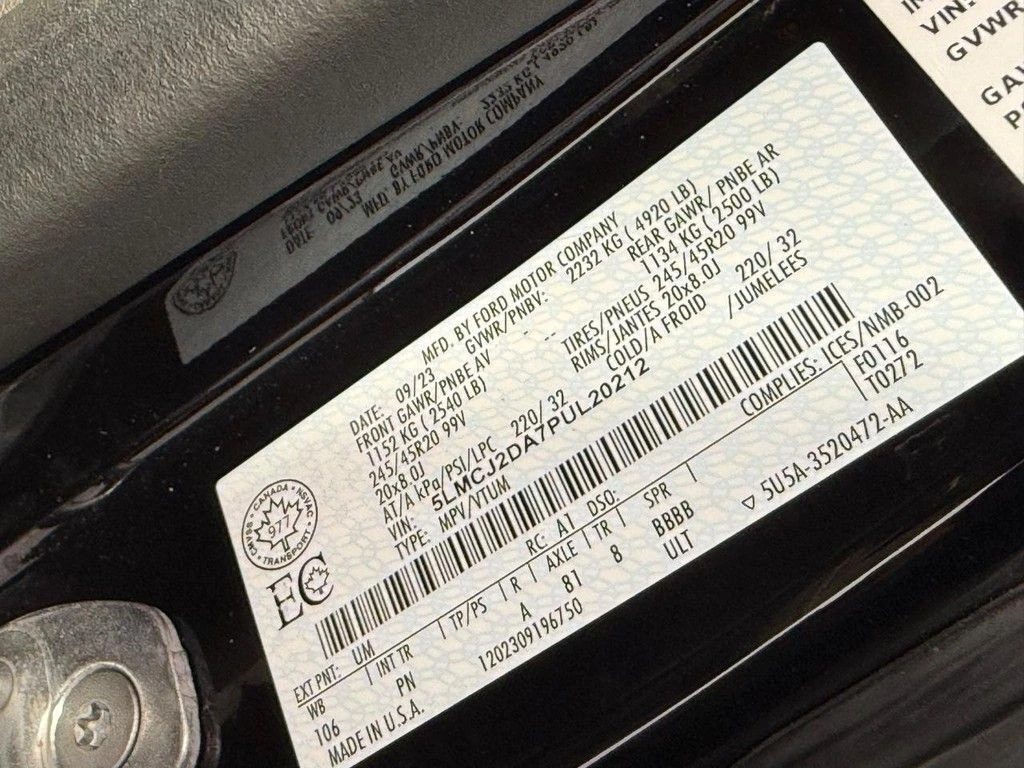 VIN:
GVWR
MFD. BY FORD MOTOR COMPANY
DATE: 09/23 GVWR/PNBV: 2232 KG ( 4920 LB)
FRONT GAWR/PNBE AV REAR GAWR/ PNBE AR
1152 KG ( 2540 LB) 1134 KG ( 2500 LB)
245/45R20 99V -- TIRES/PNEUS 245/45R20 99V
20x8.0J RIMS/JANTES 20x8.0J
AT/A kPa/PSI/LPC 220/ 32 COLD/A FROID 220/ 32
VIN: 5LMCJ2DA7PUL20212 /JUMELEES
TYPE: MPV/VTUM
CANADA
NSVAC
977
TRANSPORT
EC
COMPLIES: ICES/NMB-002
EXT PNT: UM RC: AT DSO: F0116
WB INT TR TP/PS R AXLE TR SPR T0272
106 PN A 81 8 BBBB
MADE IN U.S.A. 1202309196750 ULT
▽ 5U5A-3520472-AA